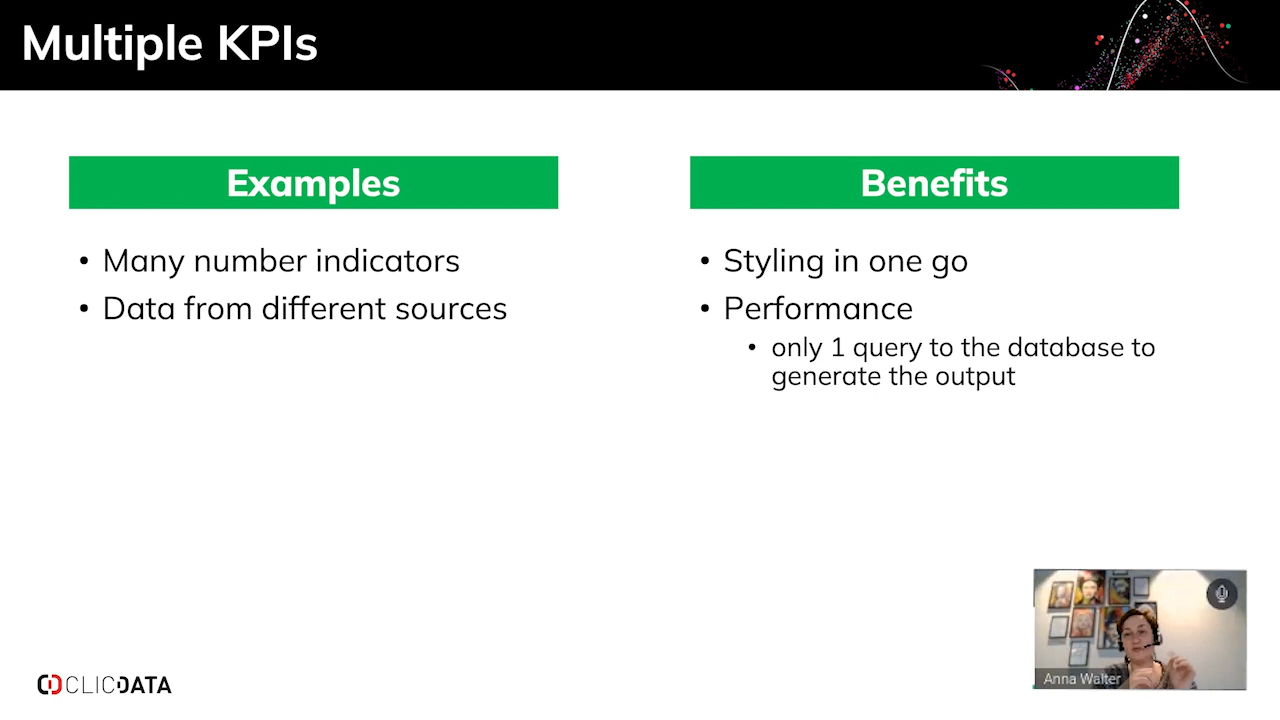 Multiple KPIs
Examples
• Many number indicators
• Data from different sources
Benefits
• Styling in one go
• Performance
• only 1 query to the database to
generate the output
Anna Walter
CLICDATA